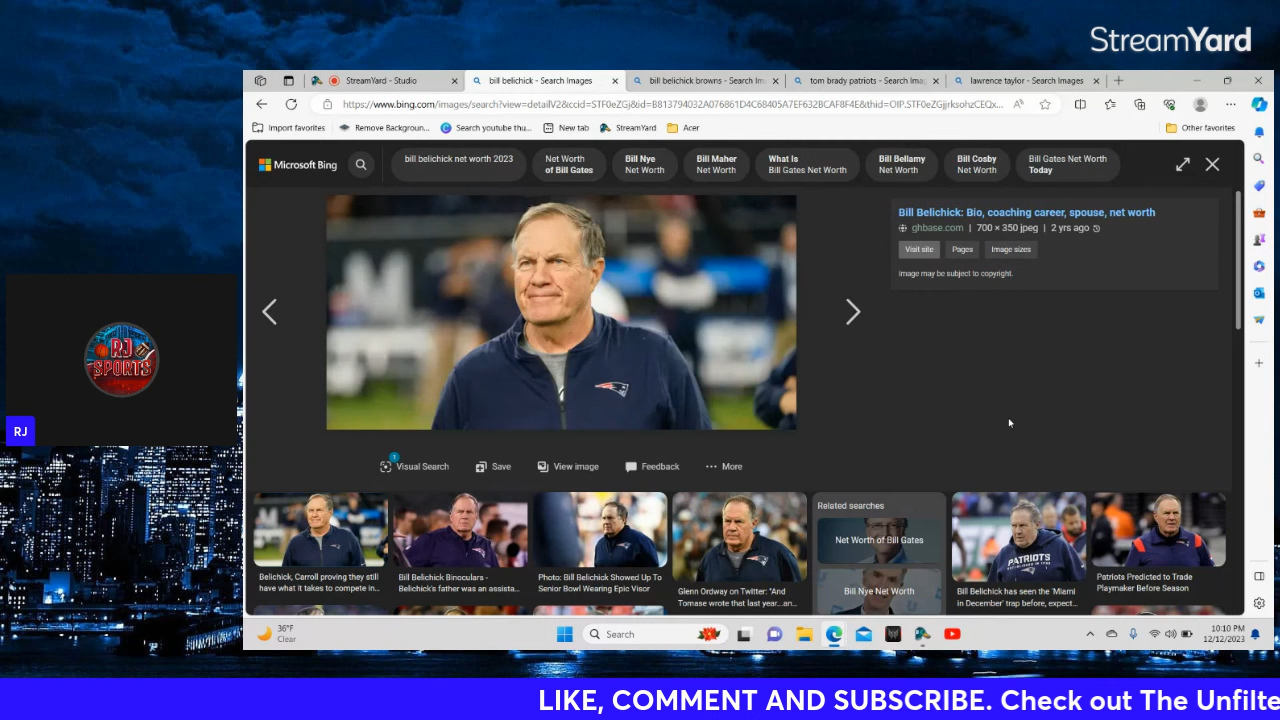 StreamYard
StreamYard - Studio
bill belichick - Search Images
bill belichick browns - Search Im
tom brady patriots - Search Imag
lawrence taylor - Search Images
https://www.bing.com/images/search?view=detailV2&ccid=STF0eZGj&id=B813794032A076861D4C68405A7EF632BCAF8F4E&thid=OIP.STF0eZGjjrksohzCEQx...
Import favorites
Remove Backgroun...
Search youtube thu...
New tab
StreamYard
Acer
Other favorites
Microsoft Bing
bill belichick net worth 2023
Net Worth
of Bill Gates
Bill Nye
Net Worth
Bill Maher
Net Worth
What Is
Bill Gates Net Worth
Bill Bellamy
Net Worth
Bill Cosby
Net Worth
Bill Gates Net Worth
Today
Bill Belichick: Bio, coaching career, spouse, net worth
ghbase.com | 700 × 350 jpeg | 2 yrs ago
Visit site
Pages
Image sizes
Image may be subject to copyright.
RJ
SPORTS
RJ
1
Visual Search
Save
View image
Feedback
More
Belichick, Carroll proving they still
have what it takes to compete in...
Bill Belichick Binoculars -
Belichick's father was an assista...
Photo: Bill Belichick Showed Up To
Senior Bowl Wearing Epic Visor
Glenn Ordway on Twitter: "And
Tomase wrote that last year...an...
Related searches
Net Worth of Bill Gates
Bill Nye Net Worth
PATRIOTS
Bill Belichick has seen the 'Miami
in December' trap before, expect...
Patriots Predicted to Trade
Playmaker Before Season
36°F
Clear
Search
10:10 PM
12/12/2023
LIKE, COMMENT AND SUBSCRIBE. Check out The Unfilte